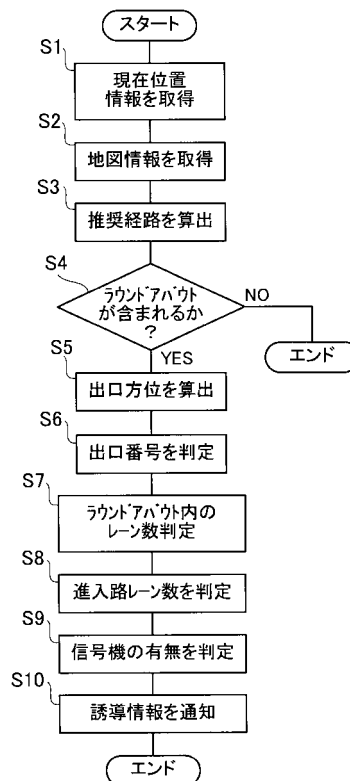 スタート
S1
現在位置
情報を取得
S2
地図情報を取得
S3
推奨経路を算出
S4
ラウンドアバウト
が含まれるか
?
NO
エンド
YES
S5
出口方位を算出
S6
出口番号を判定
S7
ラウンドアバウト内の
レーン数判定
S8
進入路レーン数を判定
S9
信号機の有無を判定
S10
誘導情報を通知
エンド